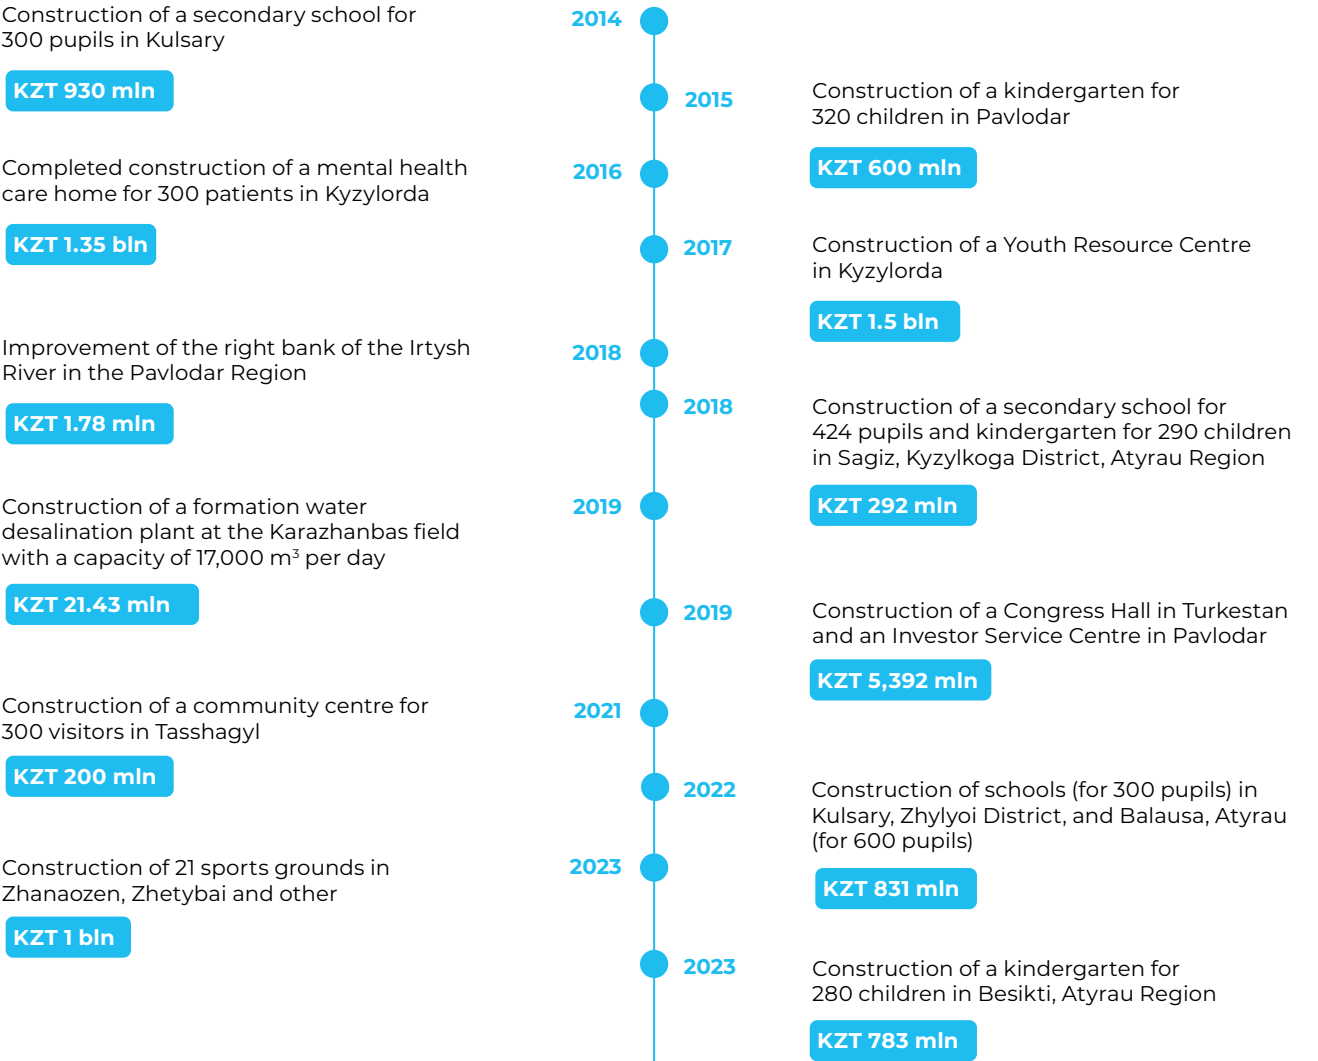 2014
Construction of a secondary school for
300 pupils in Kulsary
KZT 930 mln
2015
Construction of a kindergarten for
320 children in Pavlodar
KZT 600 mln
2016
Completed construction of a mental health
care home for 300 patients in Kyzylorda
KZT 1.35 bln
2017
Construction of a Youth Resource Centre
in Kyzylorda
KZT 1.5 bln
2018
Improvement of the right bank of the Irtysh
River in the Pavlodar Region
KZT 1.78 mln
2018
Construction of a secondary school for
424 pupils and kindergarten for 290 children
in Sagiz, Kyzylkoga District, Atyrau Region
KZT 292 mln
2019
Construction of a formation water
desalination plant at the Karazhanbas field
with a capacity of 17,000 m³ per day
KZT 21.43 mln
2019
Construction of a Congress Hall in Turkestan
and an Investor Service Centre in Pavlodar
KZT 5,392 mln
2021
Construction of a community centre for
300 visitors in Tasshagyl
KZT 200 mln
2022
Construction of schools (for 300 pupils) in
Kulsary, Zhylyoi District, and Balausa, Atyrau
(for 600 pupils)
KZT 831 mln
2023
Construction of 21 sports grounds in
Zhanaozen, Zhetybai and other
KZT 1 bln
2023
Construction of a kindergarten for
280 children in Besikti, Atyrau Region
KZT 783 mln